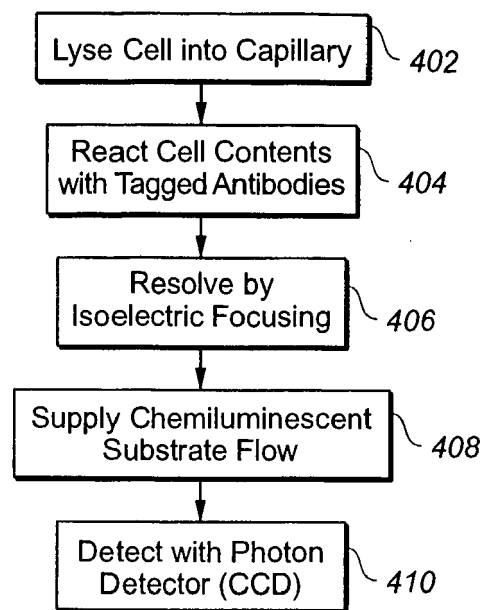 Lyse Cell into Capillary
402
React Cell Contents
with Tagged Antibodies
404
Resolve by
Isoelectric Focusing
406
Supply Chemiluminescent
Substrate Flow
408
Detect with Photon
Detector (CCD)
410